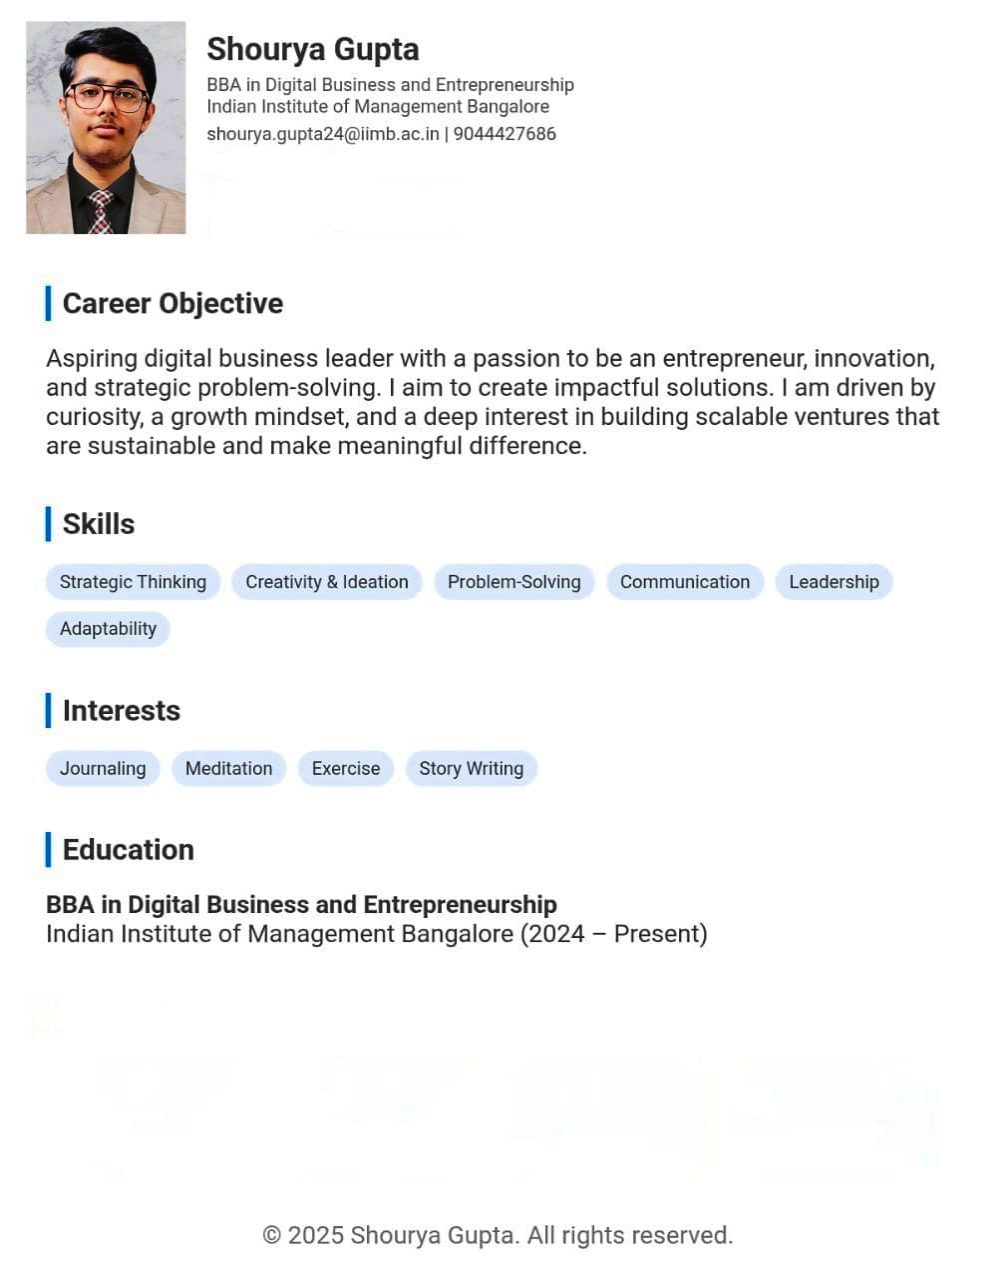 Shourya Gupta
BBA in Digital Business and Entrepreneurship
Indian Institute of Management Bangalore
shourya.gupta24@iimb.ac.in | 9044427686
Career Objective
Aspiring digital business leader with a passion to be an entrepreneur, innovation,
and strategic problem-solving. I aim to create impactful solutions. I am driven by
curiosity, a growth mindset, and a deep interest in building scalable ventures that
are sustainable and make meaningful difference.
Skills
Strategic Thinking Creativity & Ideation Problem-Solving Communication Leadership
Adaptability
Interests
Journaling Meditation Exercise Story Writing
Education
BBA in Digital Business and Entrepreneurship
Indian Institute of Management Bangalore (2024 – Present)
© 2025 Shourya Gupta. All rights reserved.